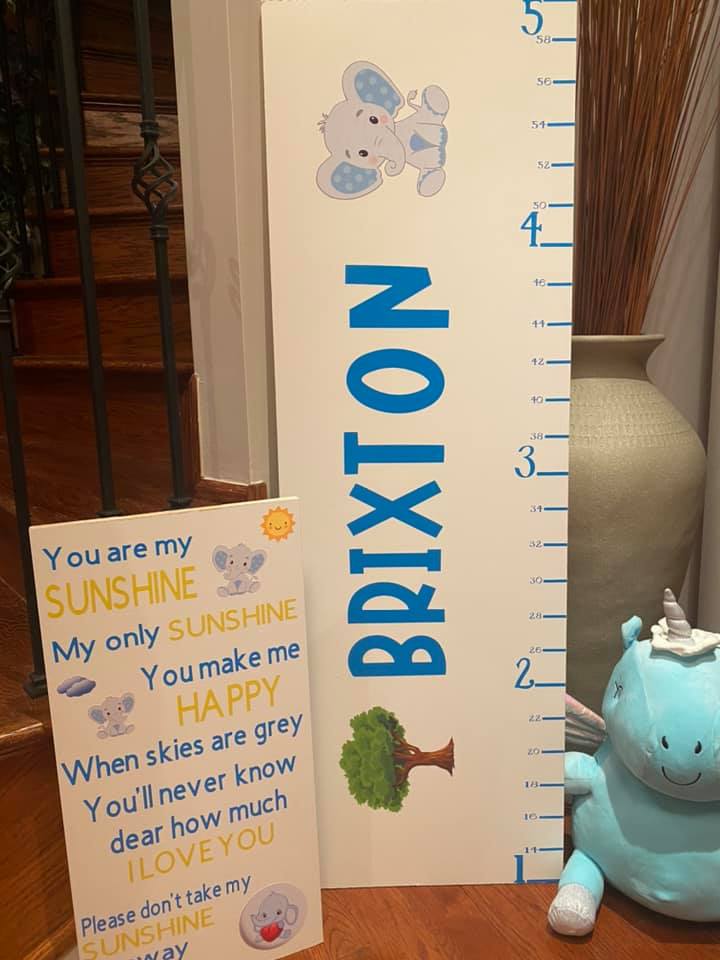 You are my
SUNSHINE
My only SUNSHINE
You make me
HAPPY
When skies are grey
You'll never know
dear how much
I LOVE YOU
Please don't take my
SUNSHINE
way
BRIXTON
5
58
56
54
52
50
4
46
44
42
40
38
3
34
32
30
28
26
2
22
20
18
16
14
1